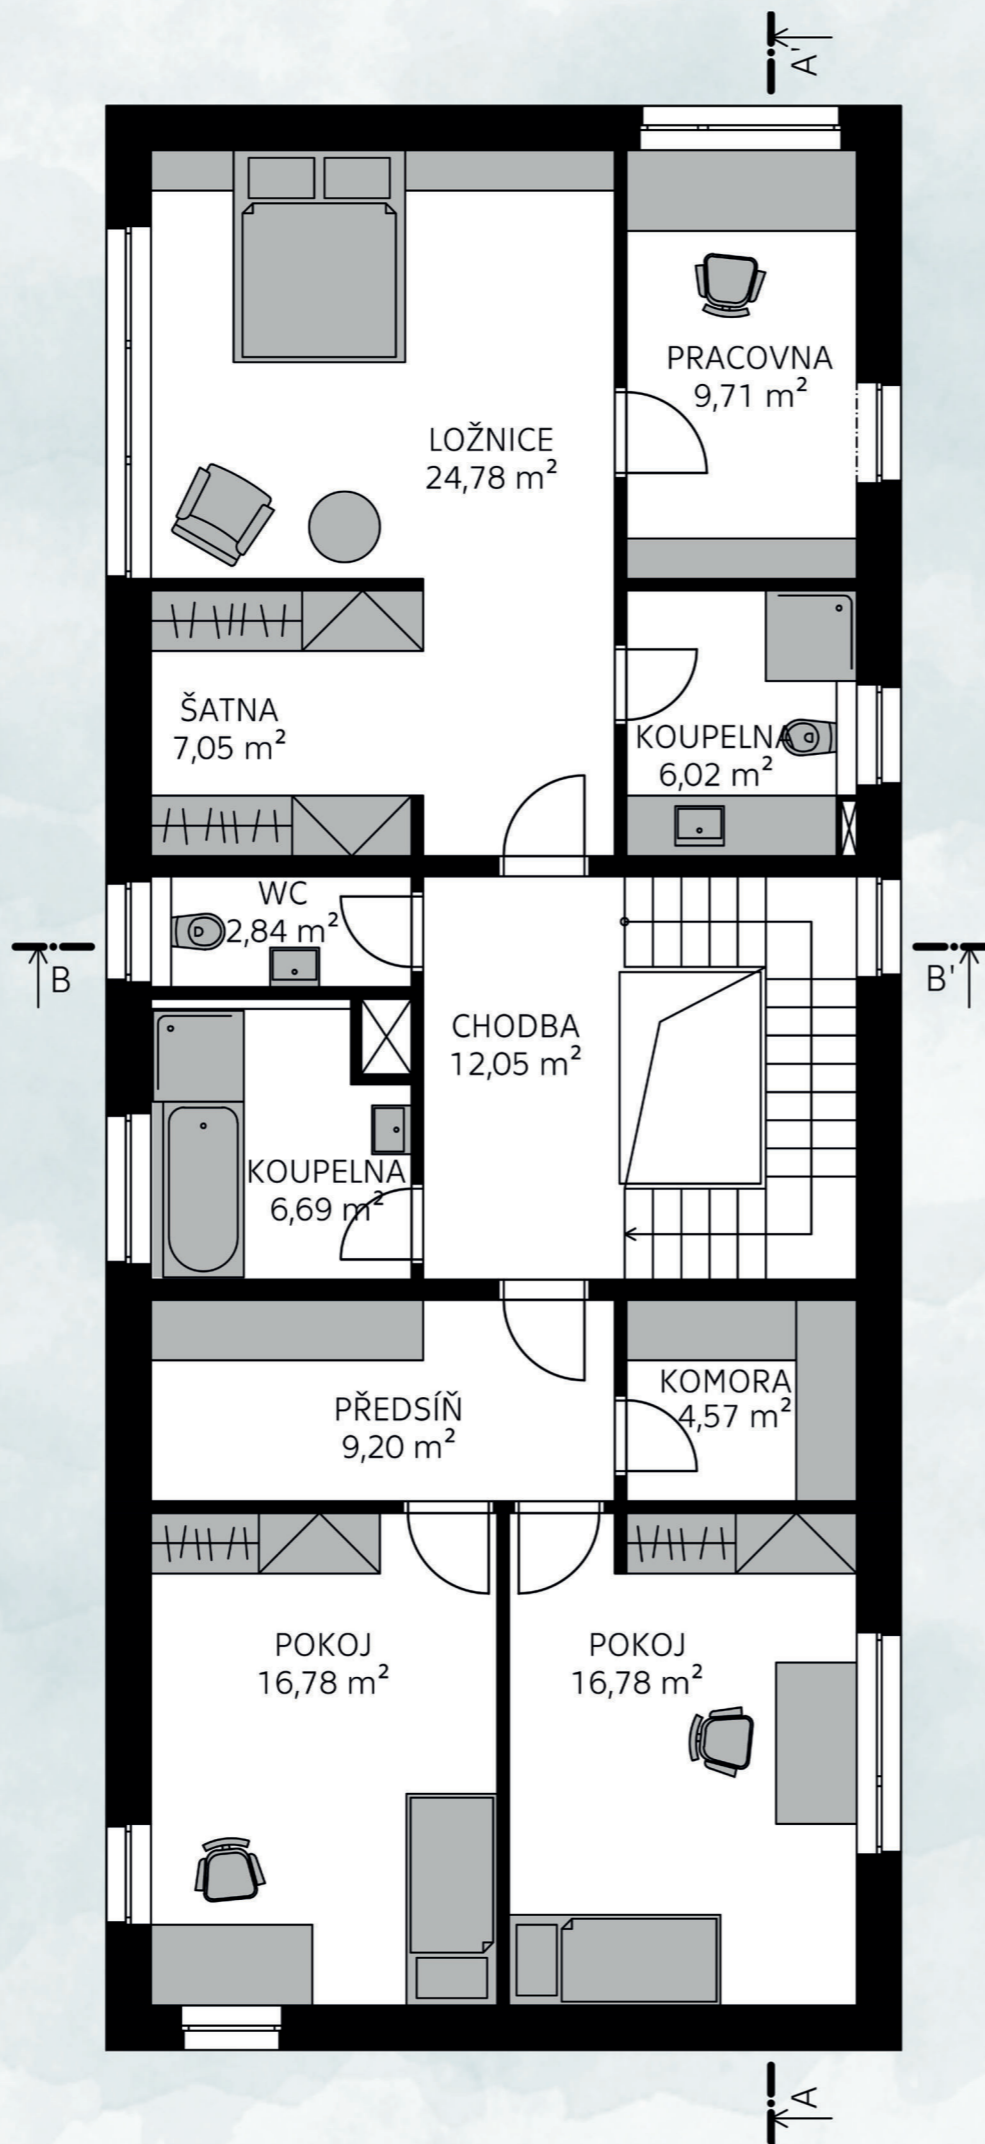 A'
PRACOVNA
9,71 m²
LOŽNICE
24,78 m²
ŠATNA
7,05 m²
KOUPELNA
6,02 m²
WC
2,84 m²
B
B'
CHODBA
12,05 m²
KOUPELNA
6,69 m²
KOMORA
4,57 m²
PŘEDSÍŇ
9,20 m²
POKOJ
16,78 m²
POKOJ
16,78 m²
A